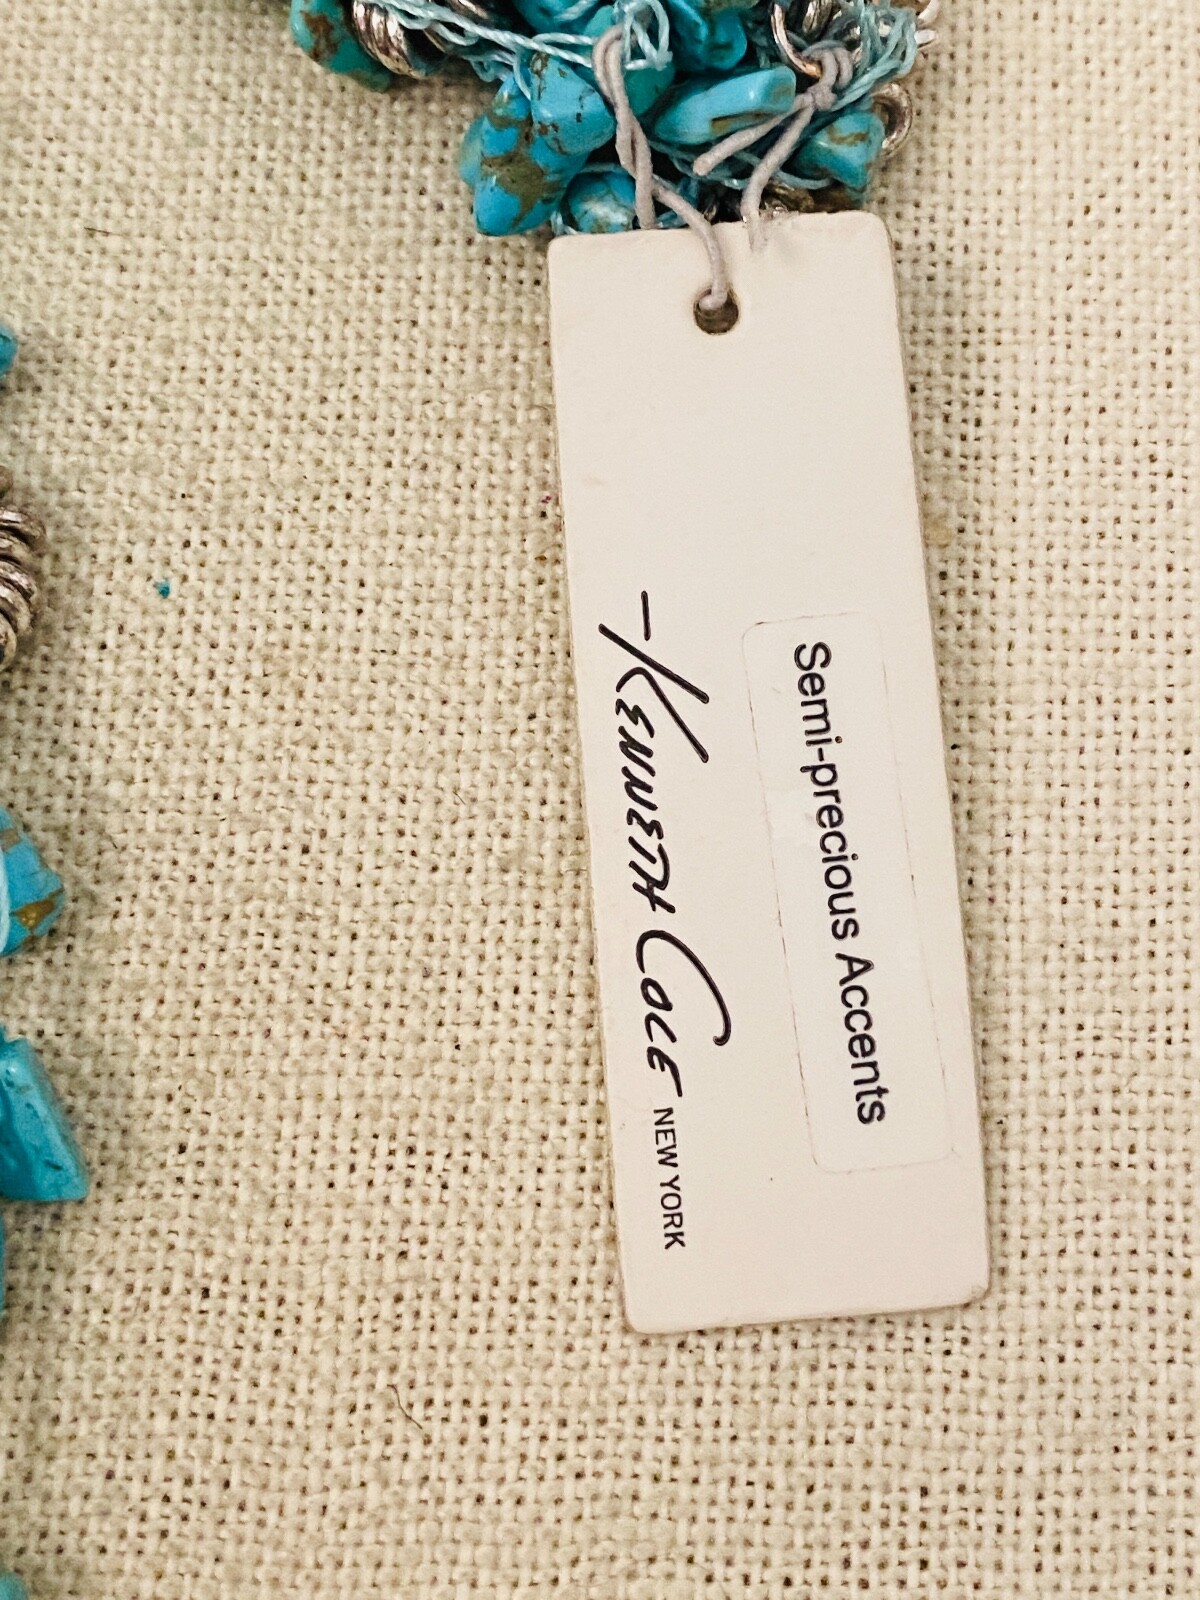 Semi-precious Accents
Kenneth Cole NEW YORK